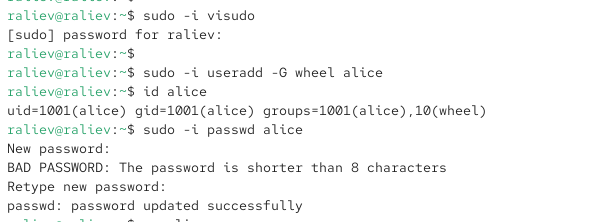 raliev@raliev:~$ sudo -i visudo
[sudo] password for raliev:
raliev@raliev:~$
raliev@raliev:~$ sudo -i useradd -G wheel alice
raliev@raliev:~$ id alice
uid=1001(alice) gid=1001(alice) groups=1001(alice),10(wheel)
raliev@raliev:~$ sudo -i passwd alice
New password:
BAD PASSWORD: The password is shorter than 8 characters
Retype new password:
passwd: password updated successfully